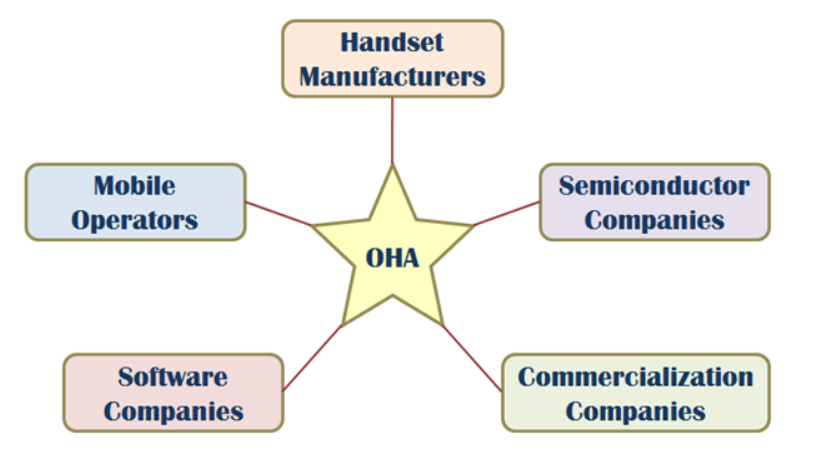 Handset
Manufacturers
Mobile
Operators
Semiconductor
Companies
OHA
Software
Companies
Commercialization
Companies